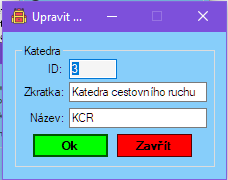 Upravit ...
Katedra
ID: 3
Zkratka: Katedra cestovního ruchu
Název: KCR
Ok Zavřít